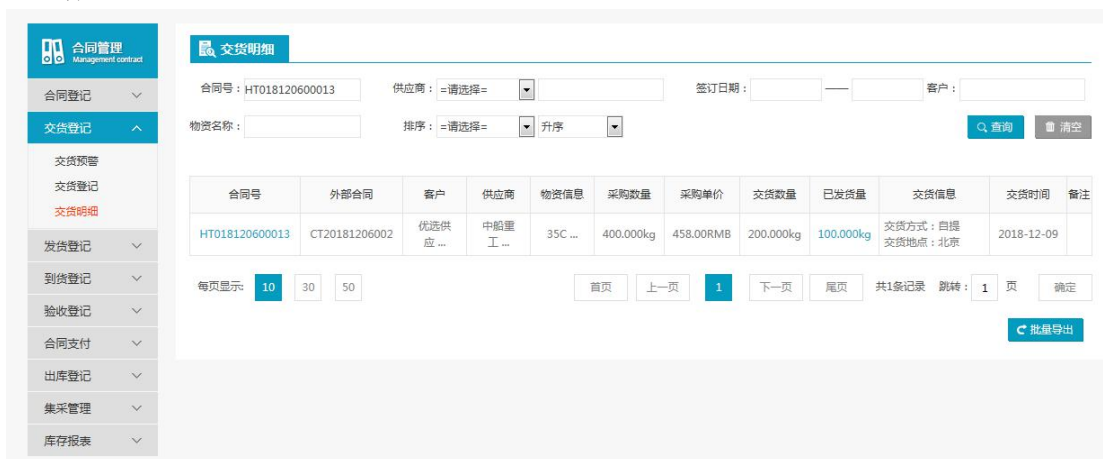 合同管理
Management contract
合同登记
交货登记
交货预警
交货登记
交货明细
发货登记
到货登记
验收登记
合同支付
出库登记
集采管理
库存报表
交货明细
合同号：HT018120600013 供应商：=请选择= 签订日期： —— 客户：
物资名称： 排序：=请选择= 升序 查询 清空
合同号 外部合同 客户 供应商 物资信息 采购数量 采购单价 交货数量 已发货量 交货信息 交货时间 备注
HT018120600013 CT20181206002 优选供应 ... 中船重工 ... 35C ... 400.000kg 458.00RMB 200.000kg 100.000kg 交货方式：自提 交货地点：北京 2018-12-09
每页显示: 10 30 50 首页 上一页 1 下一页 尾页 共1条记录 跳转： 1 页 确定
批量导出